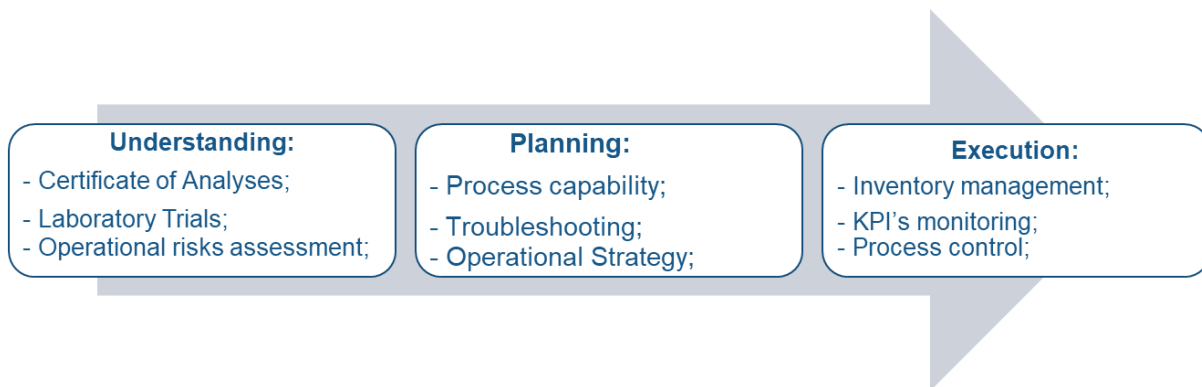 Understanding:
- Certificate of Analyses;
- Laboratory Trials;
- Operational risks assessment;
Planning:
- Process capability;
- Troubleshooting;
- Operational Strategy;
Execution:
- Inventory management;
- KPI’s monitoring;
- Process control;